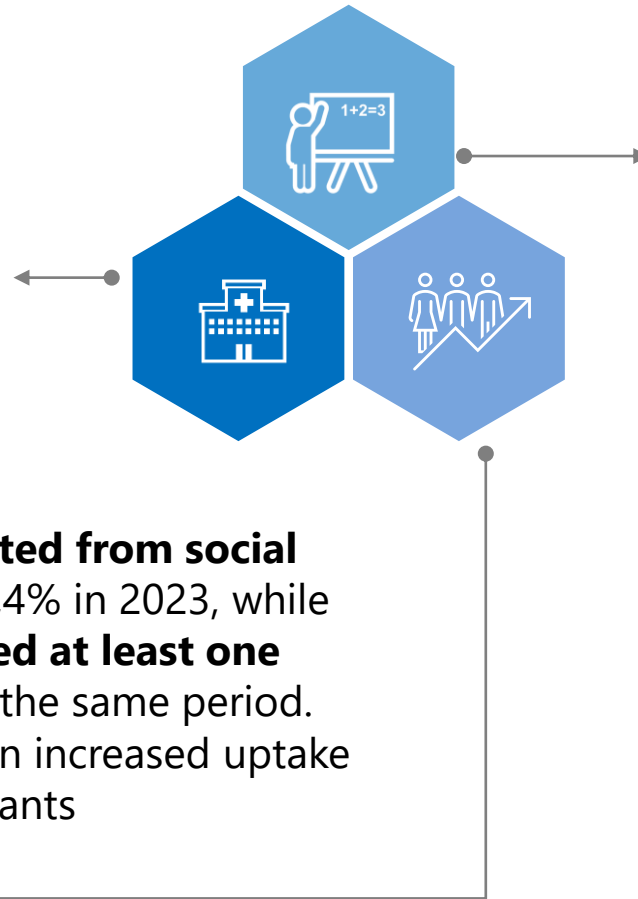 1+2=3
ted from social
4% in 2023, while
ed at least one
the same period.
n increased uptake
ants